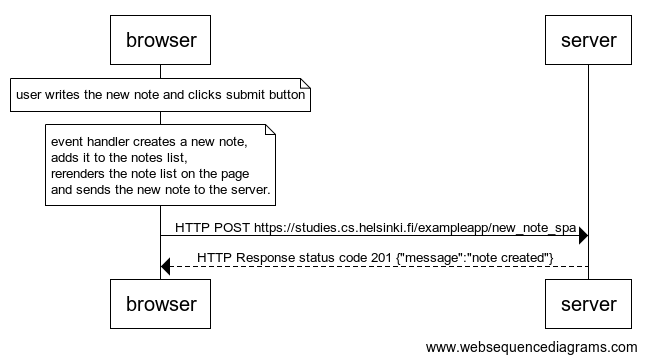 browser
server
user writes the new note and clicks submit button
event handler creates a new note,
adds it to the notes list,
rerenders the note list on the page
and sends the new note to the server.
HTTP POST https://studies.cs.helsinki.fi/exampleapp/new_note_spa
HTTP Response status code 201 {"message":"note created"}
browser
server
www.websequencediagrams.com